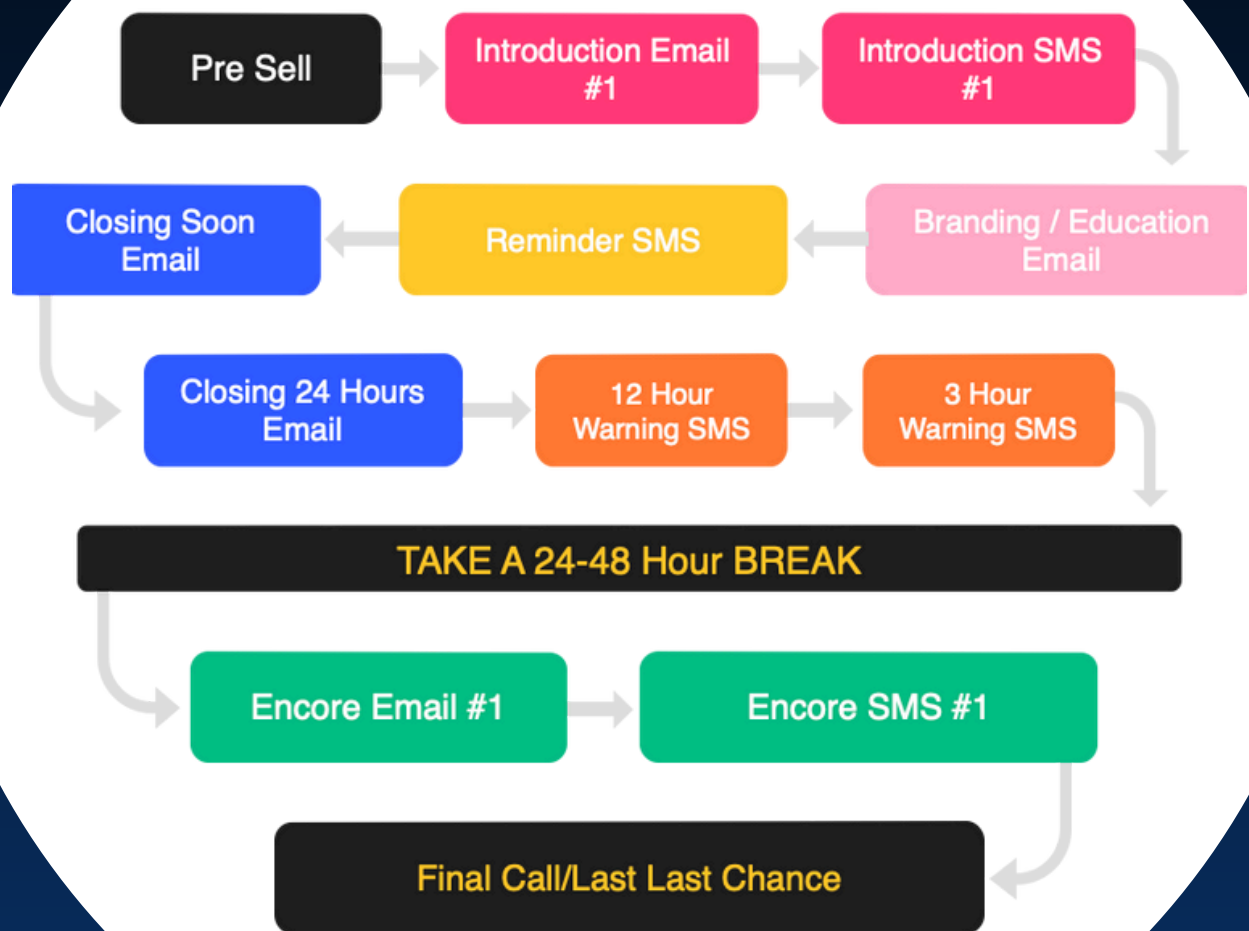 Pre Sell
Introduction Email
#1
Introduction SMS
#1
Branding / Education
Email
Reminder SMS
Closing Soon
Email
Closing 24 Hours
Email
12 Hour
Warning SMS
3 Hour
Warning SMS
TAKE A 24-48 Hour BREAK
Encore Email #1
Encore SMS #1
Final Call/Last Last Chance